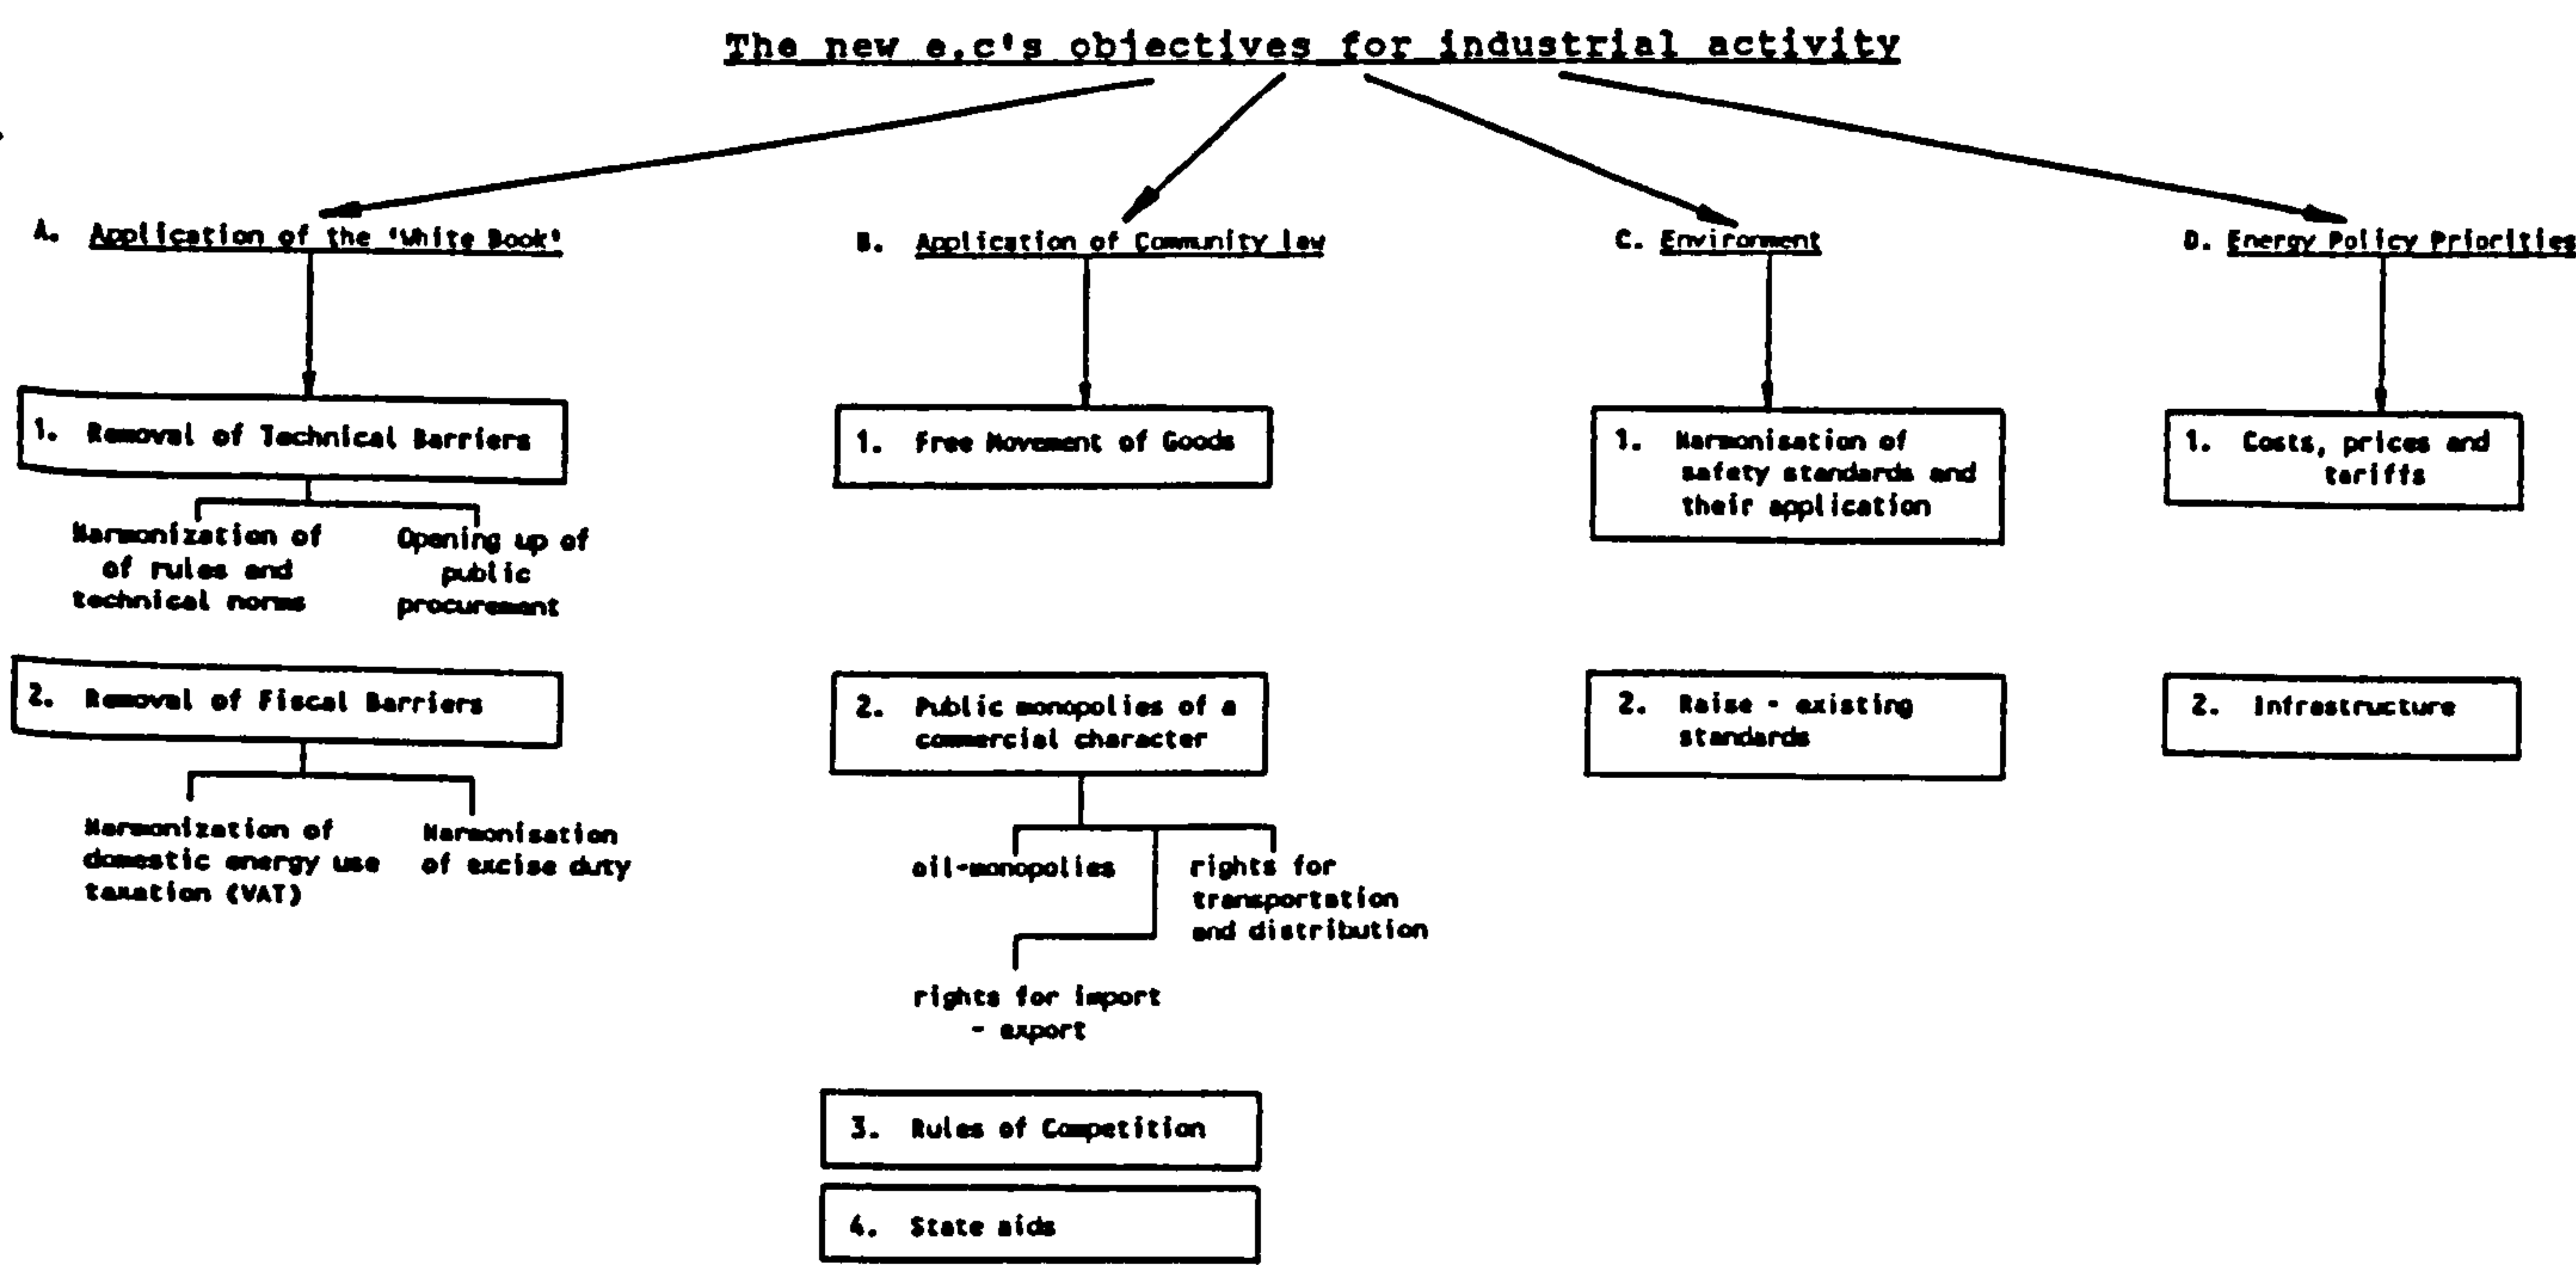 The new e.c's objectives for industrial activity
A. Application of the 'White Book'
1. Removal of Technical Barriers
Harmonization of
of rules and
technical norms
Opening up of
public
procurement
2. Removal of Fiscal Barriers
Harmonization of
domestic energy use
taxation (VAT)
Harmonisation
of excise duty
B. Application of Community law
1. Free Movement of Goods
2. Public monopolies of a
commercial character
oil-monopolies
rights for
transportation
and distribution
rights for import
- export
3. Rules of Competition
4. State aids
C. Environment
1. Harmonisation of
safety standards and
their application
2. Raise - existing
standards
D. Energy Policy Priorities
1. Costs, prices and
tariffs
2. Infrastructure